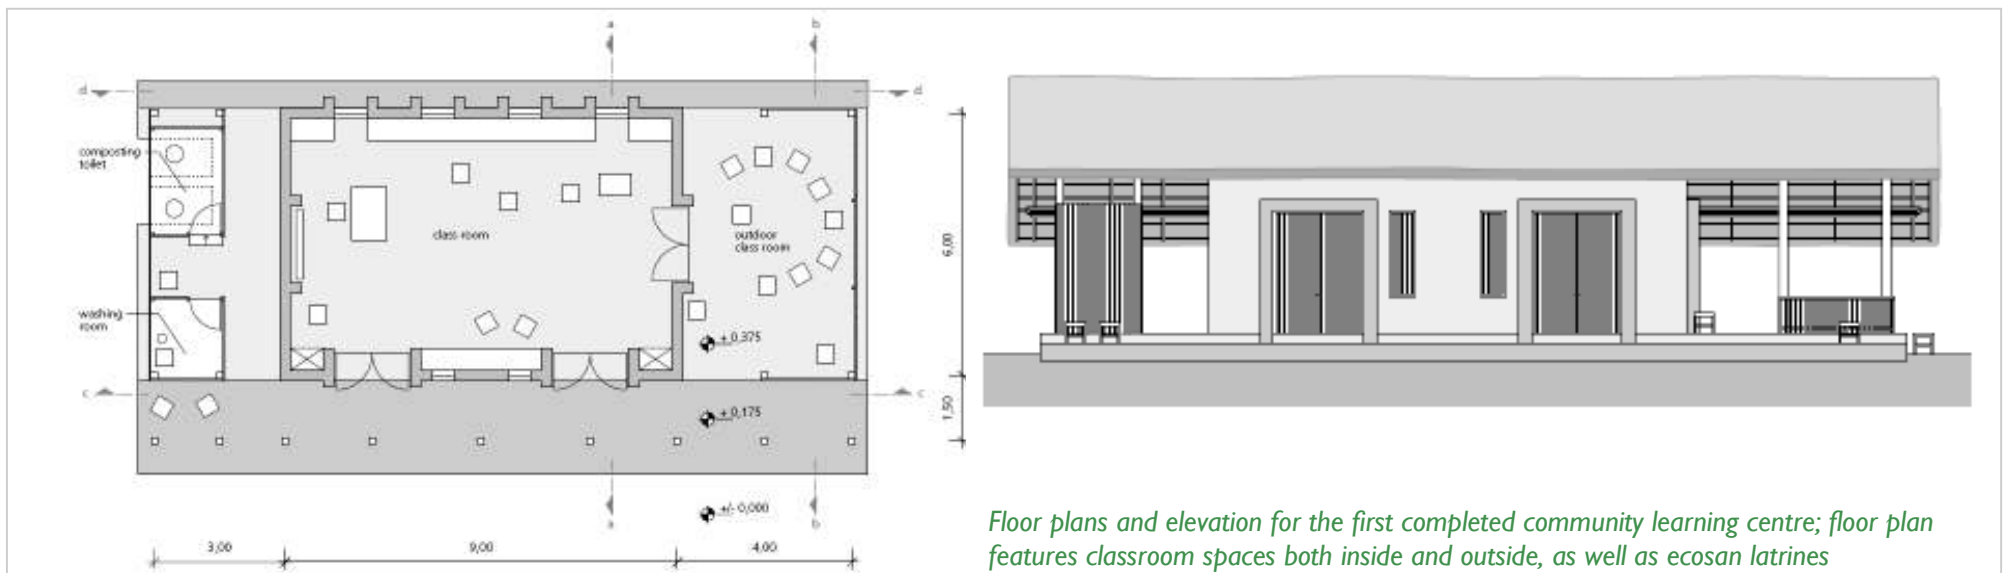 a
b
d
composting
toilet
class room
outdoor
class room
washing
room
+ 0,375
c
c
+ 0,175
a
b
+/- 0,000
3,00
9,00
4,00
6,00
1,50
Floor plans and elevation for the first completed community learning centre; floor plan
features classroom spaces both inside and outside, as well as ecosan latrines